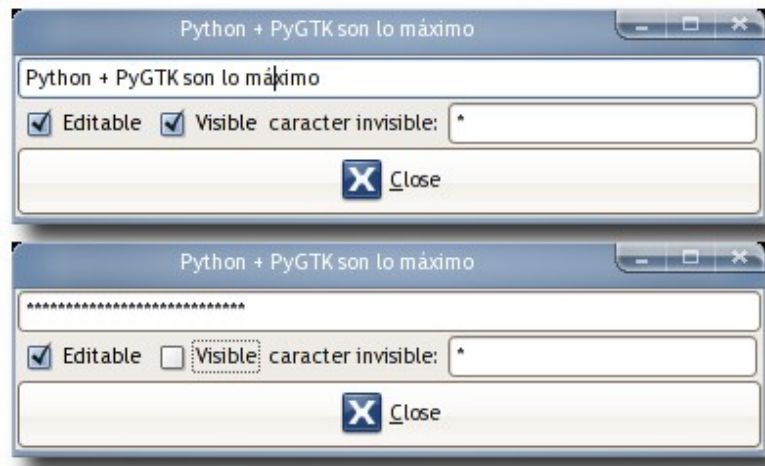 Python + PyGTK son lo máximo
Python + PyGTK son lo máximo
Editable Visible caracter invisible: *
Close
Python + PyGTK son lo máximo
****************************
Editable Visible caracter invisible: *
Close